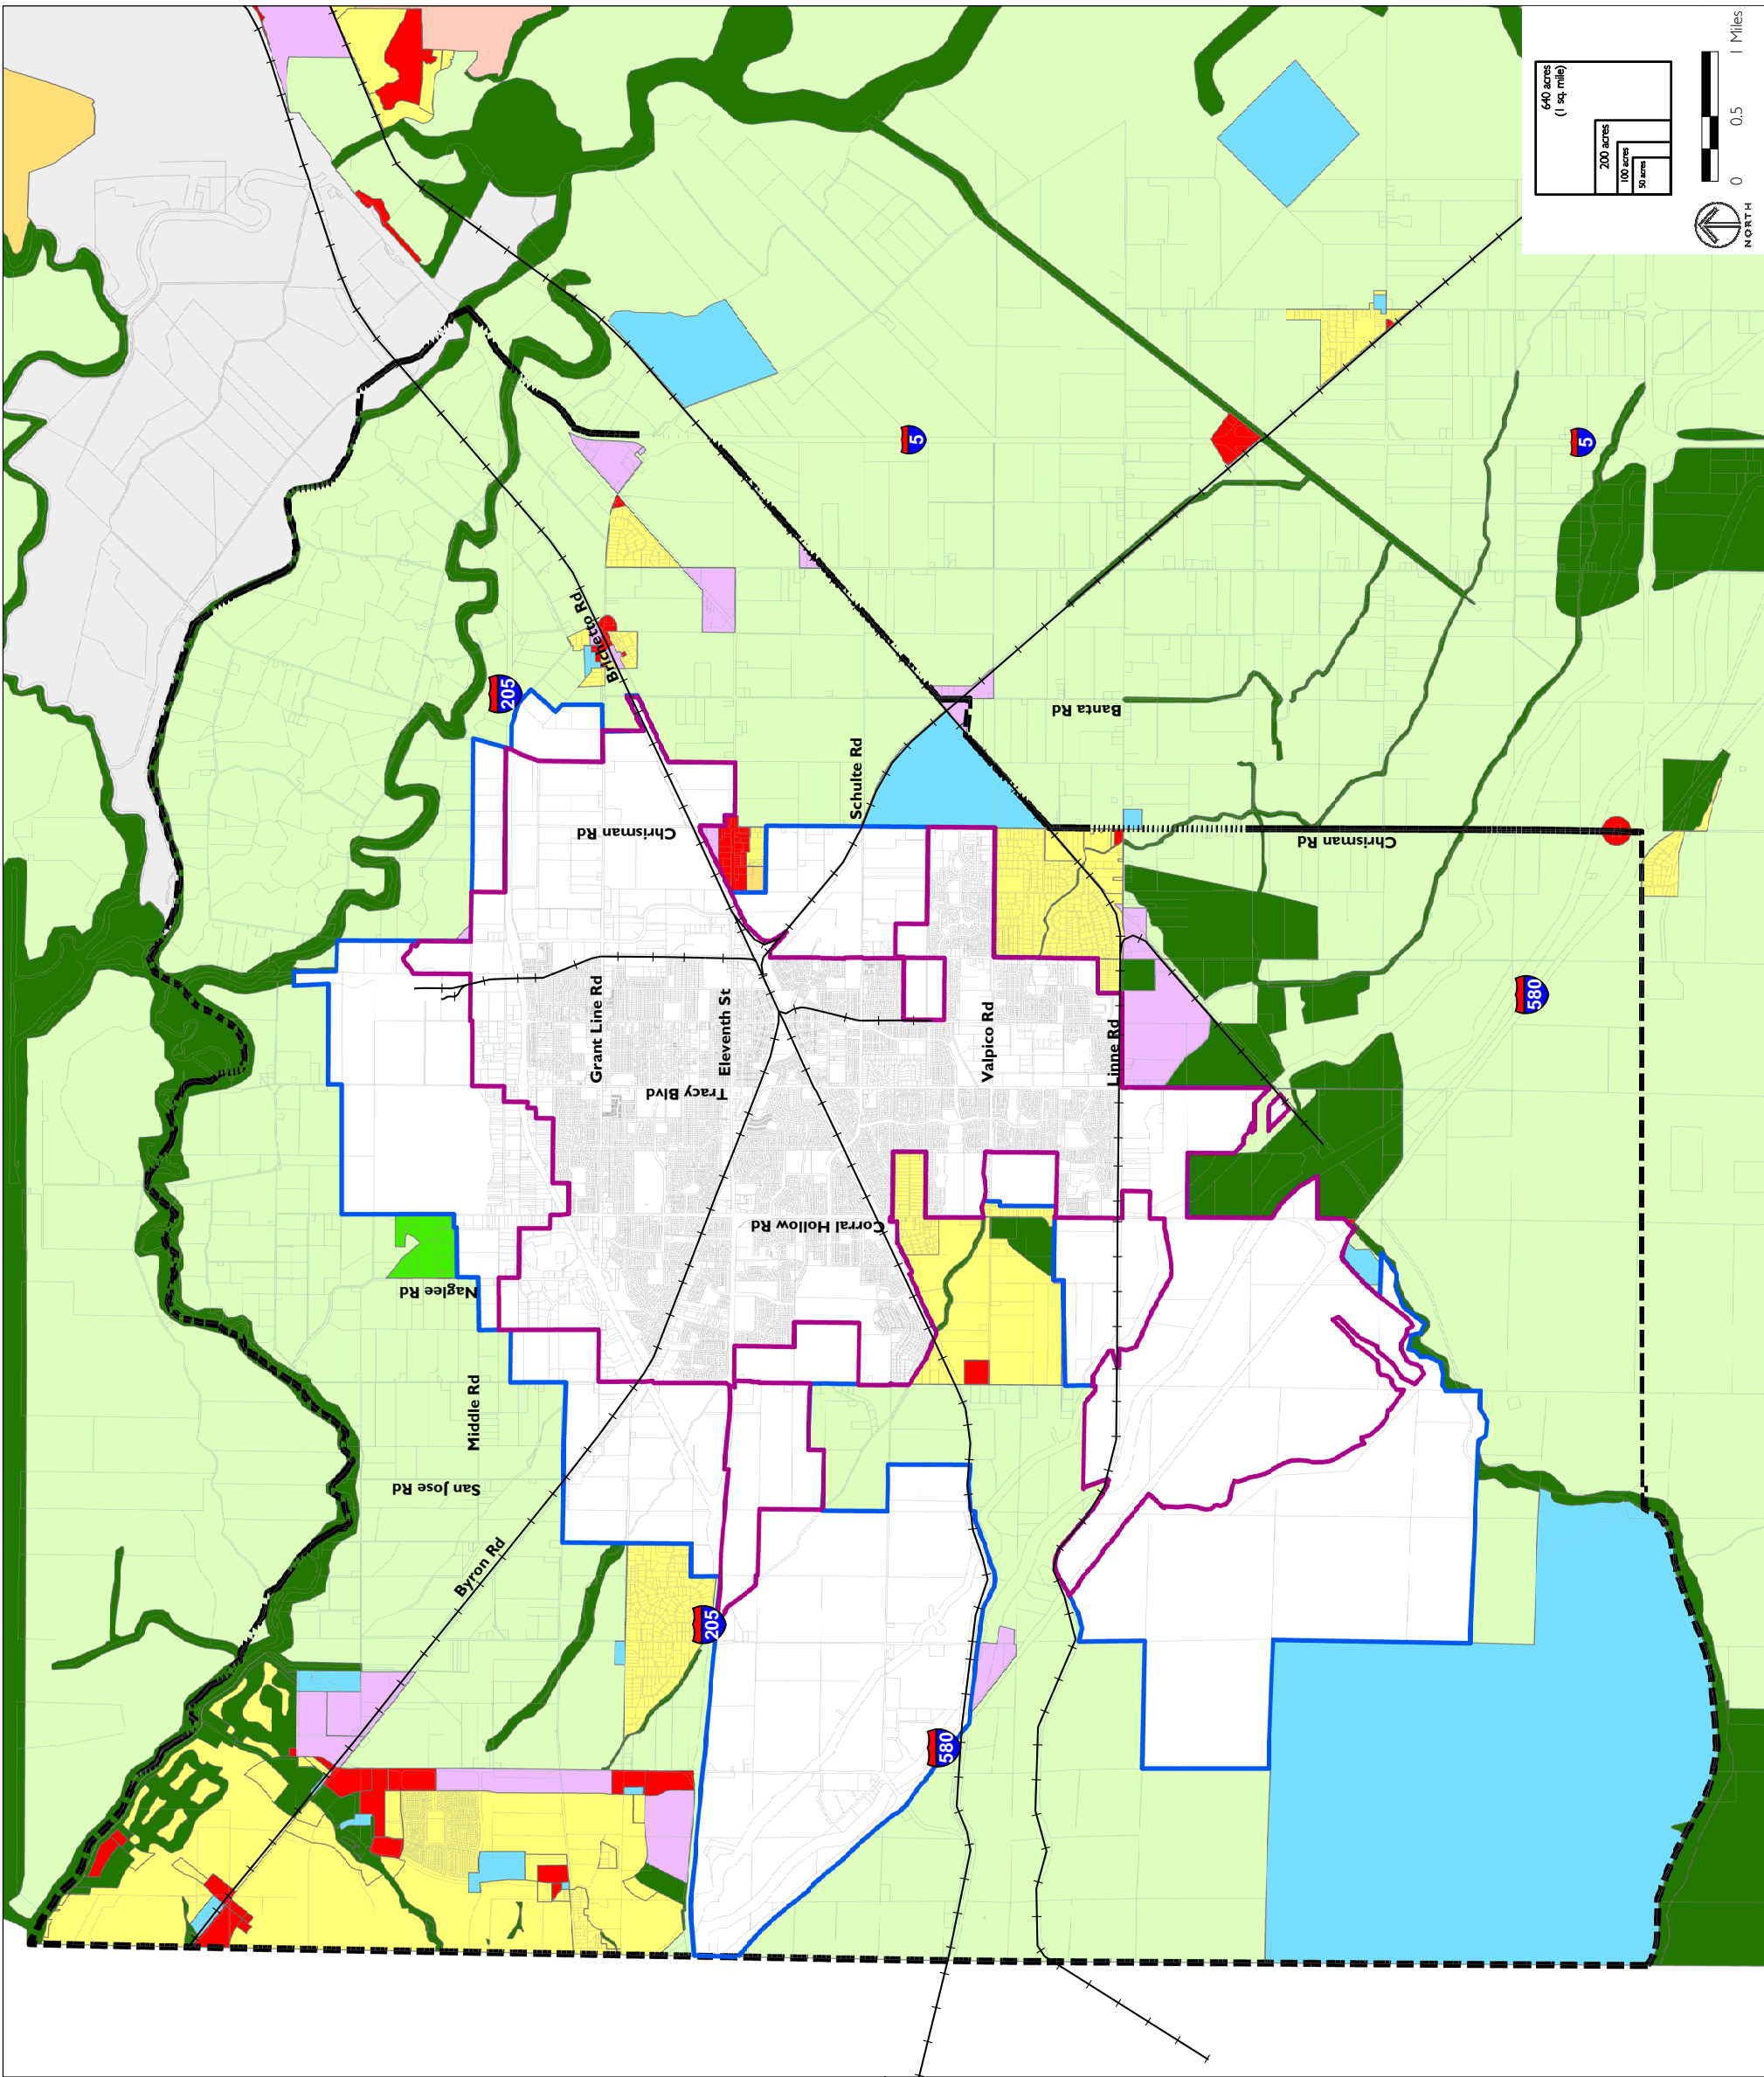 640 acres
(1 sq. mile)
200 acres
100 acres
50 acres
0 0.5 1 Miles
NORTH
5
5
Brichetto Rd
205
Banta Rd
Schulte Rd
Chrisman Rd
Chrisman Rd
Grant Line Rd
Eleventh St
Valpico Rd
Linne Rd
580
Tracy Blvd
Corral Hollow Rd
Naglee Rd
Middle Rd
San Jose Rd
Byron Rd
205
580